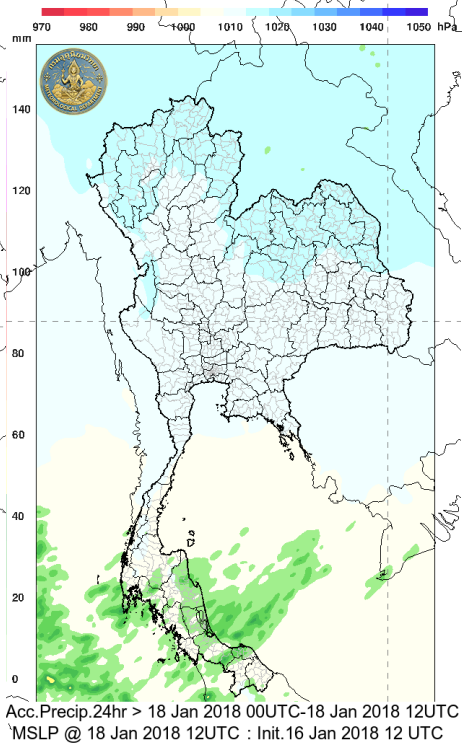 970 980 990 1000 1010 1020 1030 1040 1050 hPa
mm
140
120
100
80
60
40
20
0
Acc.Precip.24hr > 18 Jan 2018 00UTC-18 Jan 2018 12UTC
MSLP @ 18 Jan 2018 12UTC : Init.16 Jan 2018 12 UTC